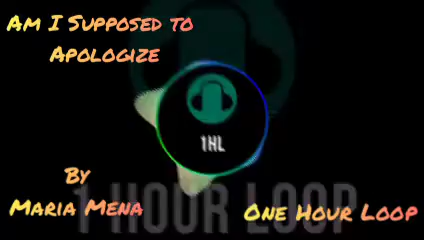 Am I Supposed to
Apologize
1HL
By
Maria Mena
1 HOUR LOOP
One Hour Loop